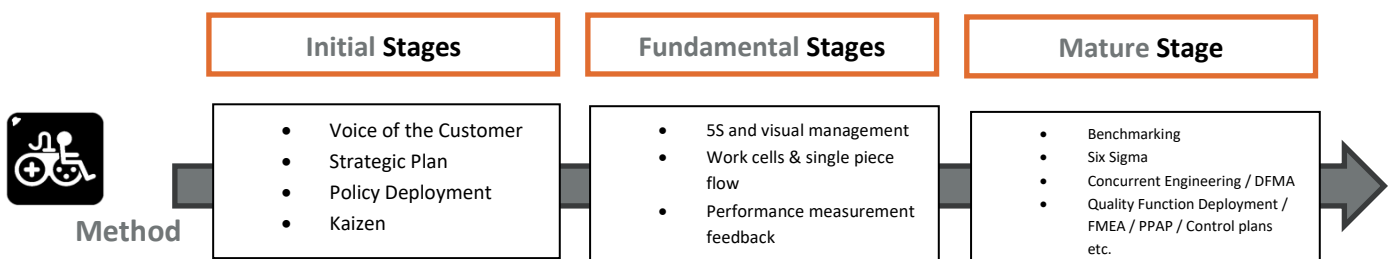 Initial Stages
Fundamental Stages
Mature Stage
Method
• Voice of the Customer
• Strategic Plan
• Policy Deployment
• Kaizen
• 5S and visual management
• Work cells & single piece
flow
• Performance measurement
feedback
• Benchmarking
• Six Sigma
• Concurrent Engineering / DFMA
• Quality Function Deployment /
FMEA / PPAP / Control plans
etc.